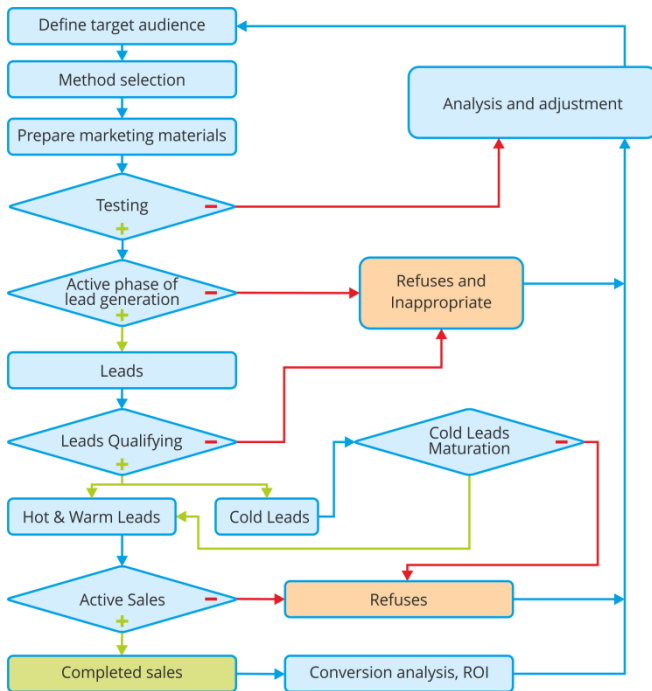 Define target audience
Method selection
Analysis and adjustment
Prepare marketing materials
Testing
−
+
Active phase of
lead generation
−
+
Refuses and
Inappropriate
Leads
Leads Qualifying
−
+
Cold Leads
Maturation
−
Hot & Warm Leads
Cold Leads
Active Sales
−
+
Refuses
Completed sales
Conversion analysis, ROI